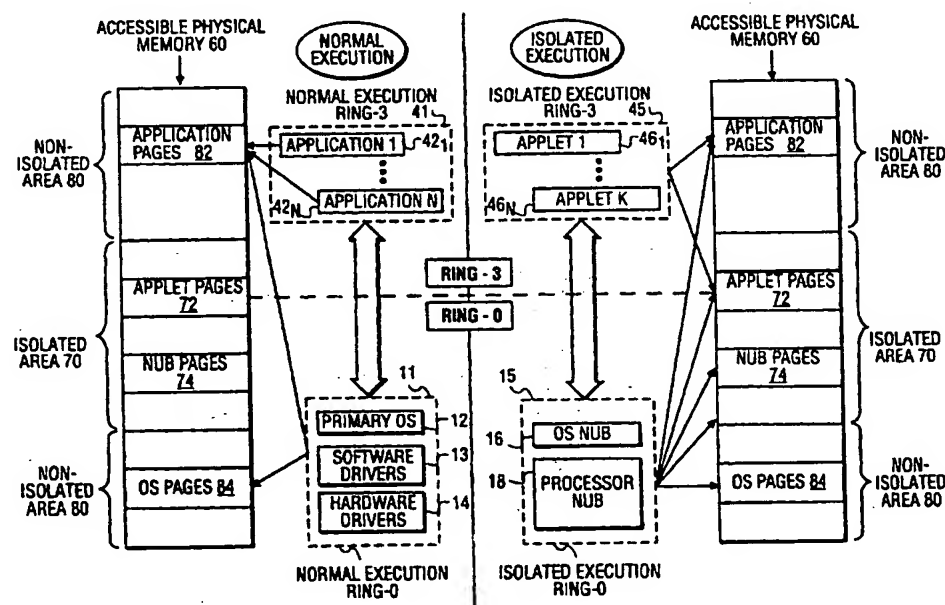 ACCESSIBLE PHYSICAL
MEMORY 60
NORMAL
EXECUTION
ISOLATED
EXECUTION
ACCESSIBLE PHYSICAL
MEMORY 60
NORMAL EXECUTION
RING-3 41
APPLICATION 1 42 1
42 N APPLICATION N
ISOLATED EXECUTION
RING-3 45
APPLET 1 46 1
46 N APPLET K
NON-
ISOLATED
AREA 80
APPLICATION
PAGES 82
APPLET PAGES
72
ISOLATED
AREA 70
NUB PAGES
74
NON-
ISOLATED
AREA 80
OS PAGES 84
RING - 3
RING - 0
11
PRIMARY OS 12
SOFTWARE
DRIVERS 13
HARDWARE
DRIVERS 14
NORMAL EXECUTION
RING-0
15
16 OS NUB
18 PROCESSOR
NUB
ISOLATED EXECUTION
RING-0
APPLICATION
PAGES 82
NON-
ISOLATED
AREA 80
APPLET PAGES
72
ISOLATED
AREA 70
NUB PAGES
74
OS PAGES 84
NON-
ISOLATED
AREA 80